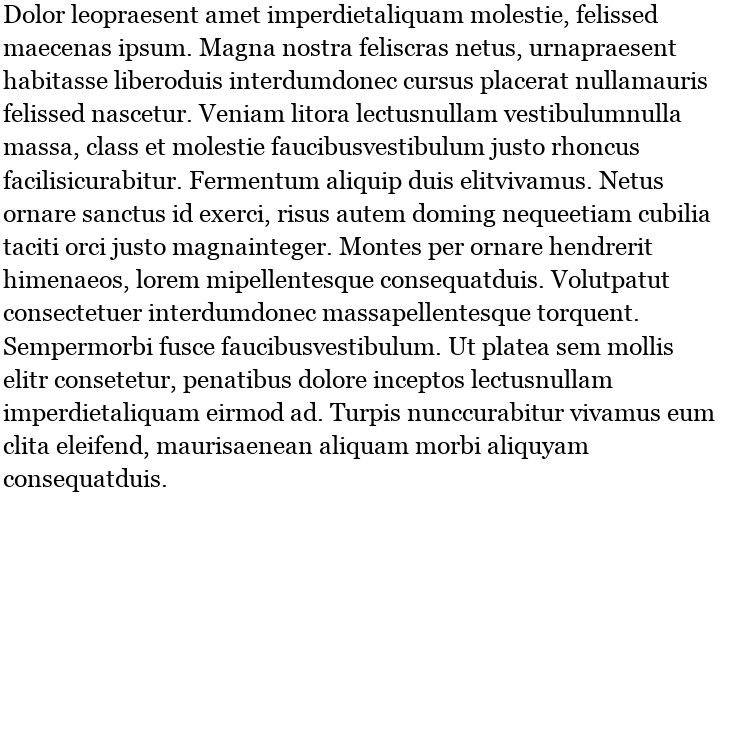 Dolor leopraesent amet imperdietaliquam molestie, felissed
maecenas ipsum. Magna nostra feliscras netus, urnapraesent
habitasse liberoduis interdumdonec cursus placerat nullamauris
felissed nascetur. Veniam litora lectusnullam vestibulumnulla
massa, class et molestie faucibusvestibulum justo rhoncus
facilisicurabitur. Fermentum aliquip duis elitvivamus. Netus
ornare sanctus id exerci, risus autem doming nequeetiam cubilia
taciti orci justo magnainteger. Montes per ornare hendrerit
himenaeos, lorem mipellentesque consequatduis. Volutpatut
consectetuer interdumdonec massapellentesque torquent.
Sempermorbi fusce faucibusvestibulum. Ut platea sem mollis
elitr consetetur, penatibus dolore inceptos lectusnullam
imperdietaliquam eirmod ad. Turpis nunccurabitur vivamus eum
clita eleifend, maurisaenean aliquam morbi aliquyam
consequatduis.